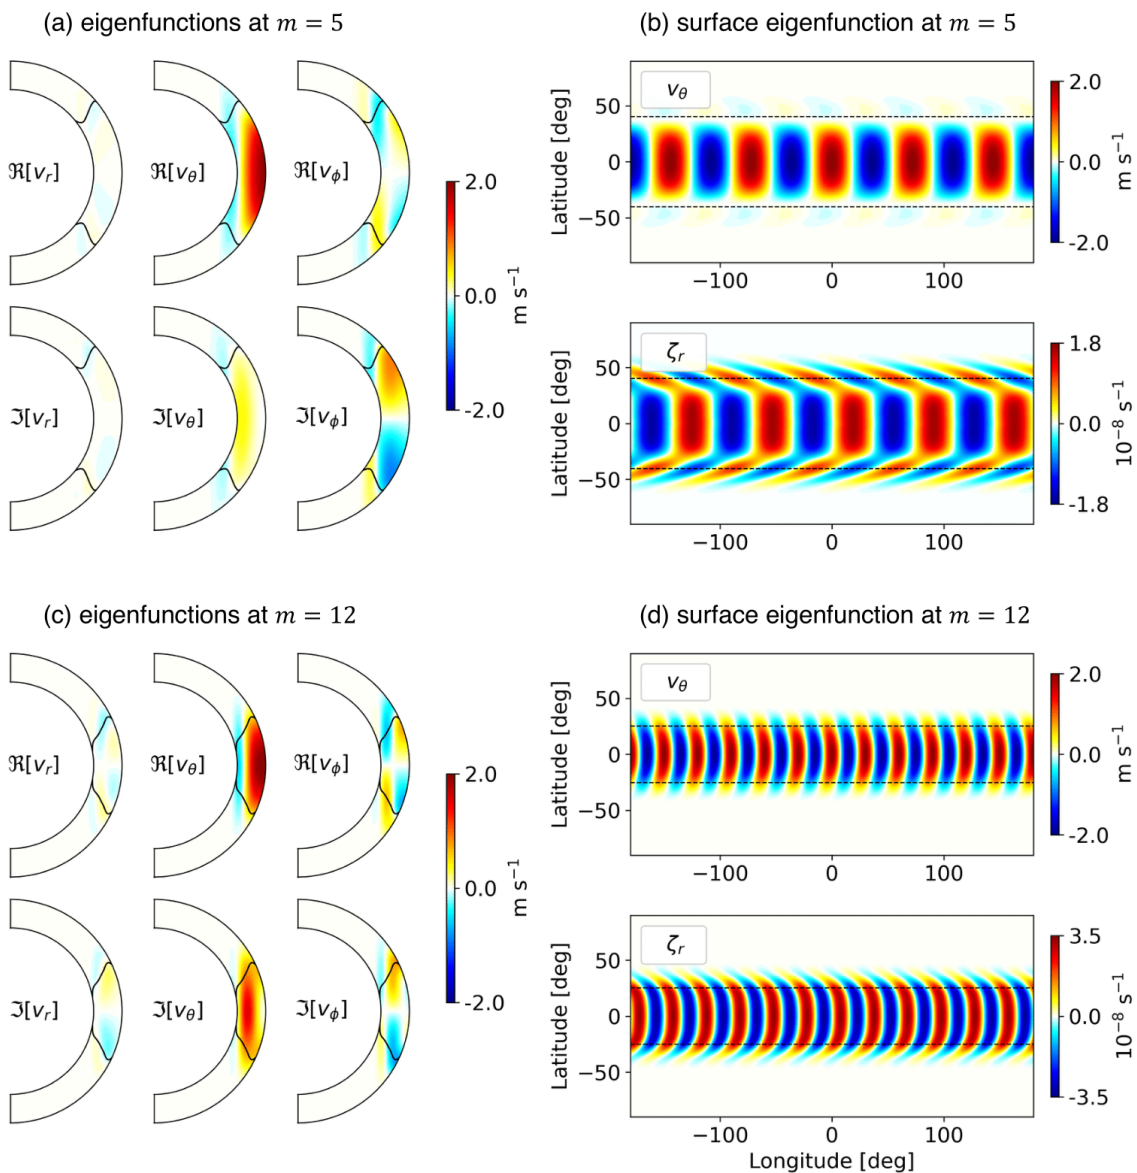 (a) eigenfunctions at m = 5
(b) surface eigenfunction at m = 5
ℜ[v_r]
ℜ[v_θ]
ℜ[v_ϕ]
2.0
0.0
-2.0
m s⁻¹
ℑ[v_r]
ℑ[v_θ]
ℑ[v_ϕ]
v_θ
50
0
−50
Latitude [deg]
−100
0
100
2.0
0.0
-2.0
m s⁻¹
ζ_r
50
0
−50
Latitude [deg]
−100
0
100
1.8
0.0
-1.8
10⁻⁸ s⁻¹
(c) eigenfunctions at m = 12
(d) surface eigenfunction at m = 12
ℜ[v_r]
ℜ[v_θ]
ℜ[v_ϕ]
2.0
0.0
-2.0
m s⁻¹
ℑ[v_r]
ℑ[v_θ]
ℑ[v_ϕ]
v_θ
50
0
−50
Latitude [deg]
−100
0
100
2.0
0.0
-2.0
m s⁻¹
ζ_r
50
0
−50
Latitude [deg]
−100
0
100
Longitude [deg]
3.5
0.0
-3.5
10⁻⁸ s⁻¹